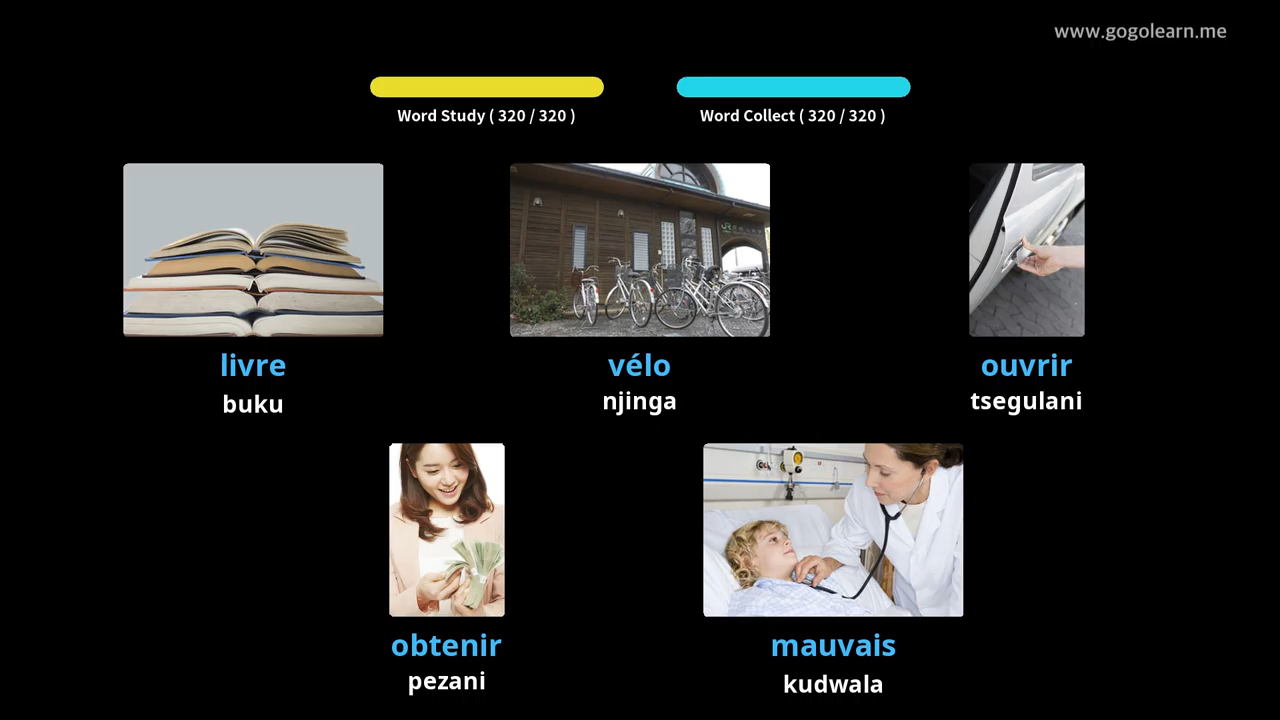 www.gogolearn.me
Word Study ( 320 / 320 )
Word Collect ( 320 / 320 )
livre
buku
vélo
njinga
ouvrir
tsegulani
obtenir
pezani
mauvais
kudwala